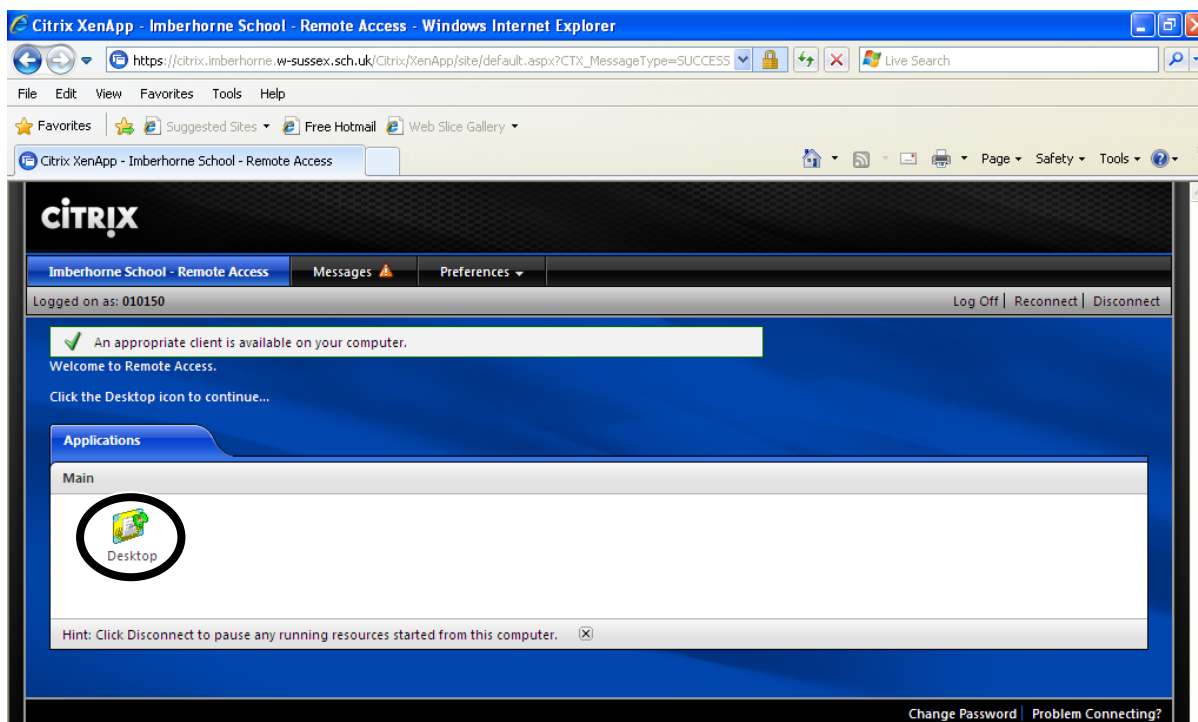 Citrix XenApp - Imberhorne School - Remote Access - Windows Internet Explorer
https://citrix.imberhorne.w-sussex.sch.uk/Citrix/XenApp/site/default.aspx?CTX_MessageType=SUCCESS Live Search
File Edit View Favorites Tools Help
Favorites Suggested Sites Free Hotmail Web Slice Gallery
Citrix XenApp - Imberhorne School - Remote Access Page Safety Tools
CİTRIX
Imberhorne School - Remote Access Messages Preferences
Logged on as: 010150 Log Off | Reconnect | Disconnect
An appropriate client is available on your computer.
Welcome to Remote Access.
Click the Desktop icon to continue...
Applications
Main
Desktop
Hint: Click Disconnect to pause any running resources started from this computer.
Change Password | Problem Connecting?